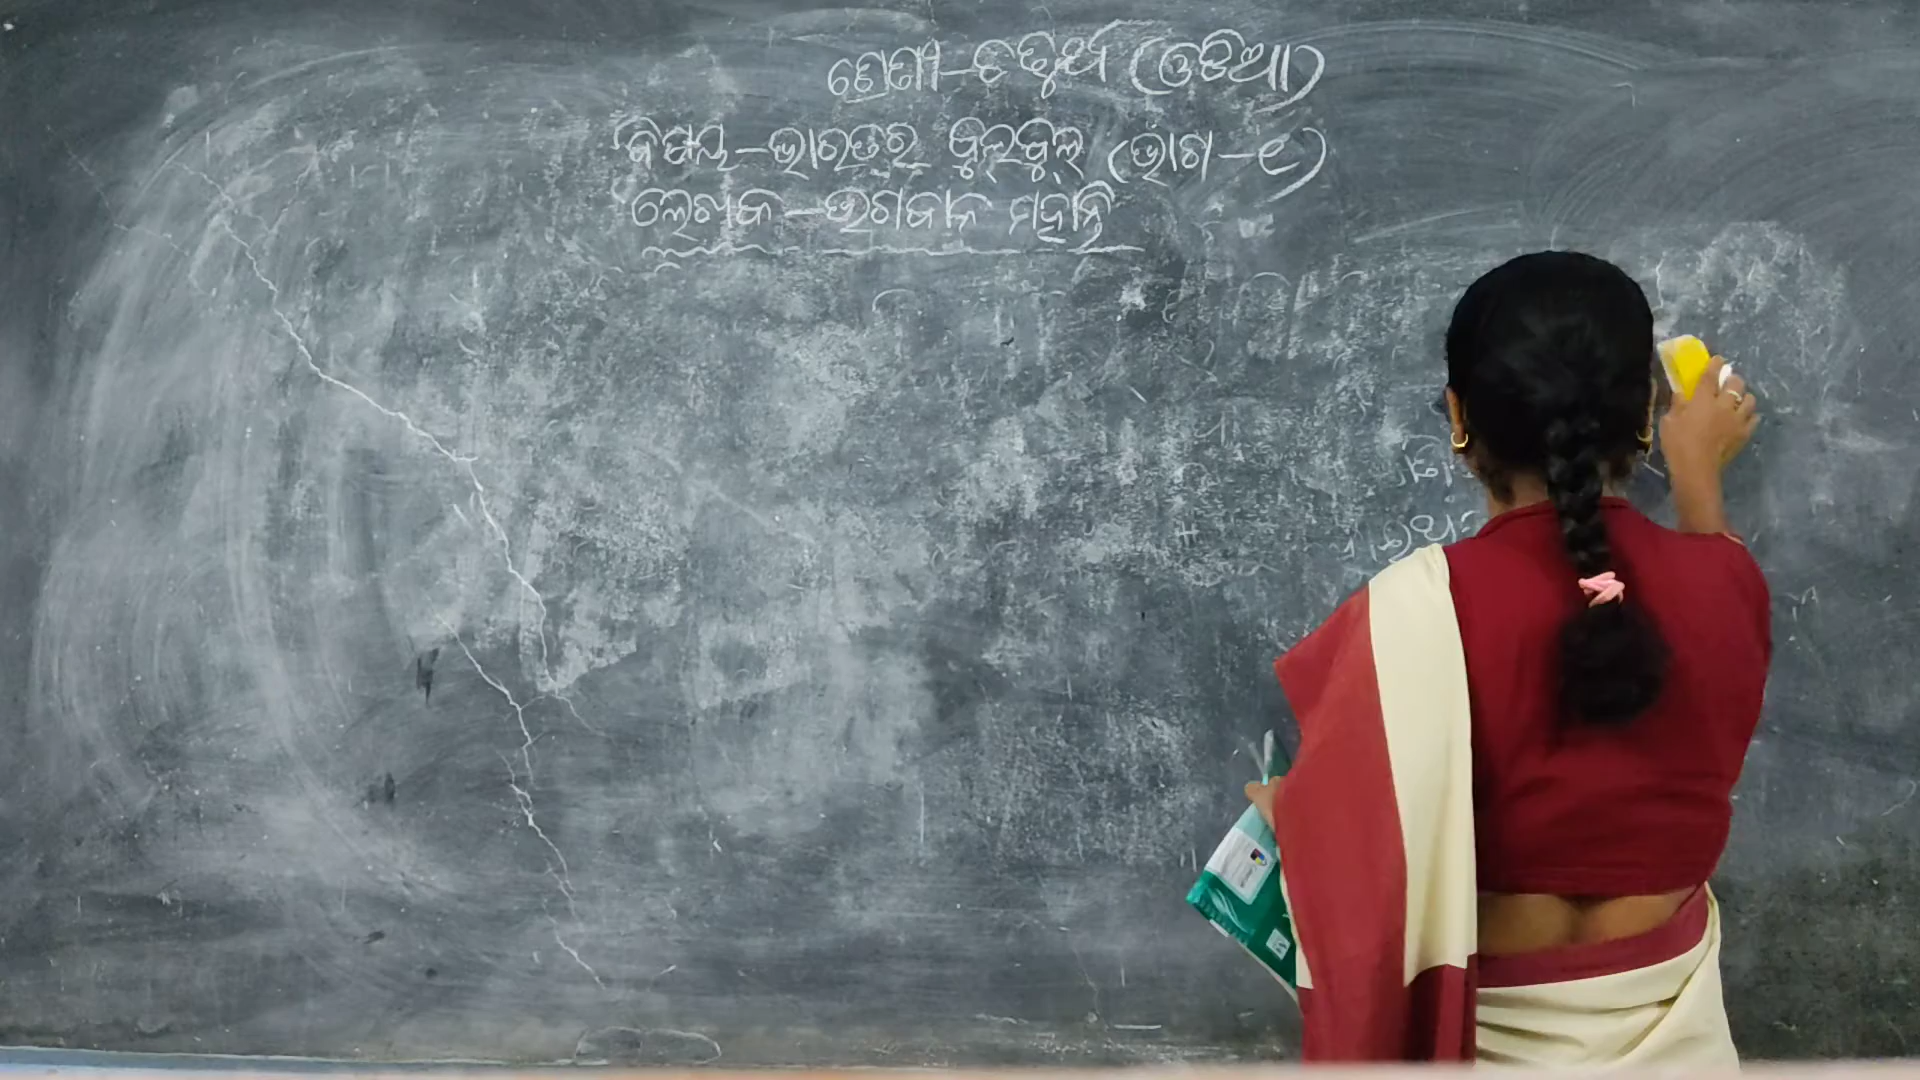 ଶ୍ରେଣୀ-ଚତୁର୍ଥ (ଓଡିଆ)
ବିଷୟ-ଭାରତର ବୁଲବୁଲ (ଭାଗ-୧)
ଲେଖକ-ଭଗବାନ ମହାନ୍ତି